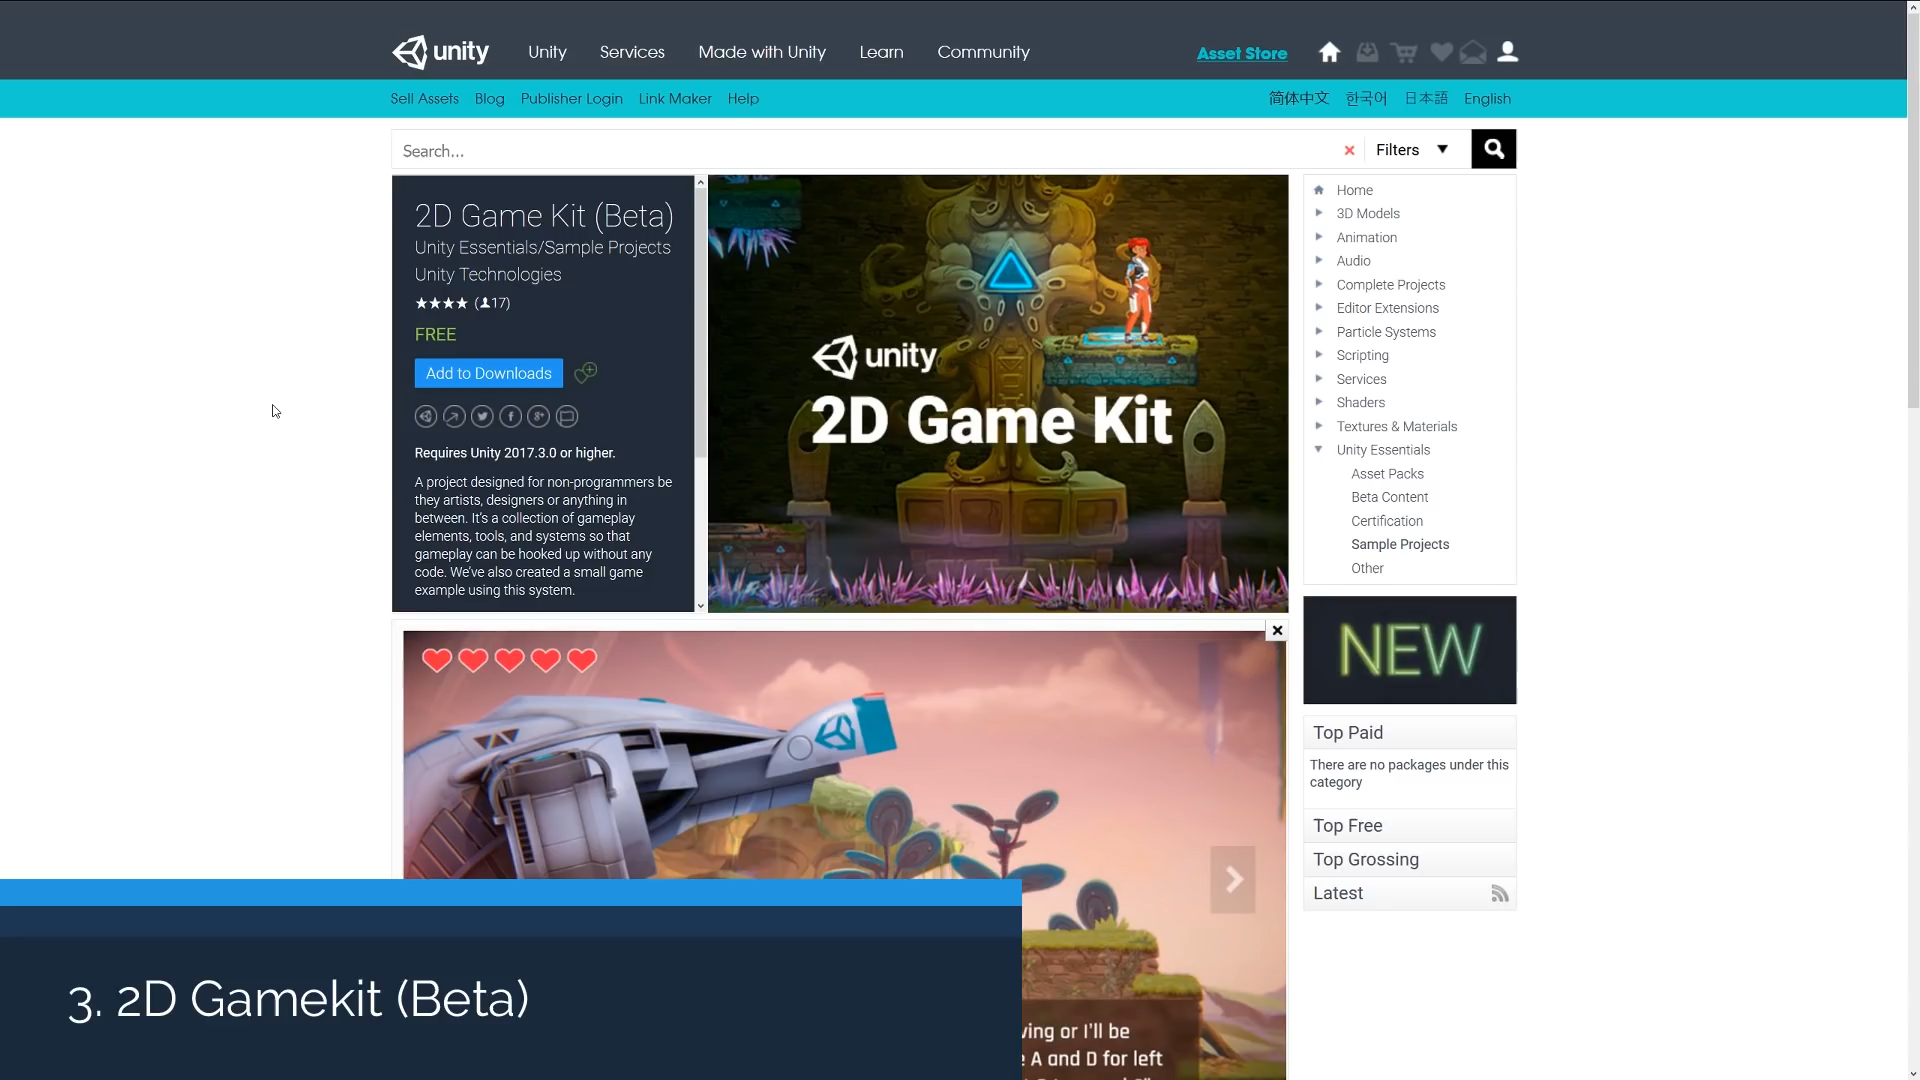 unity
Unity Services Made with Unity Learn Community
Asset Store
Sell Assets Blog Publisher Login Link Maker Help
简体中文 한국어 日本語 English
Search...
Filters
2D Game Kit (Beta)
Unity Essentials/Sample Projects
Unity Technologies
(17)
FREE
Add to Downloads
Requires Unity 2017.3.0 or higher.
A project designed for non-programmers be
they artists, designers or anything in
between. It's a collection of gameplay
elements, tools, and systems so that
gameplay can be hooked up without any
code. We've also created a small game
example using this system.
unity
2D Game Kit
Home
3D Models
Animation
Audio
Complete Projects
Editor Extensions
Particle Systems
Scripting
Services
Shaders
Textures & Materials
Unity Essentials
Asset Packs
Beta Content
Certification
Sample Projects
Other
NEW
Top Paid
There are no packages under this
category
Top Free
Top Grossing
Latest
3. 2D Gamekit (Beta)
ving or I'll be
A and D for left